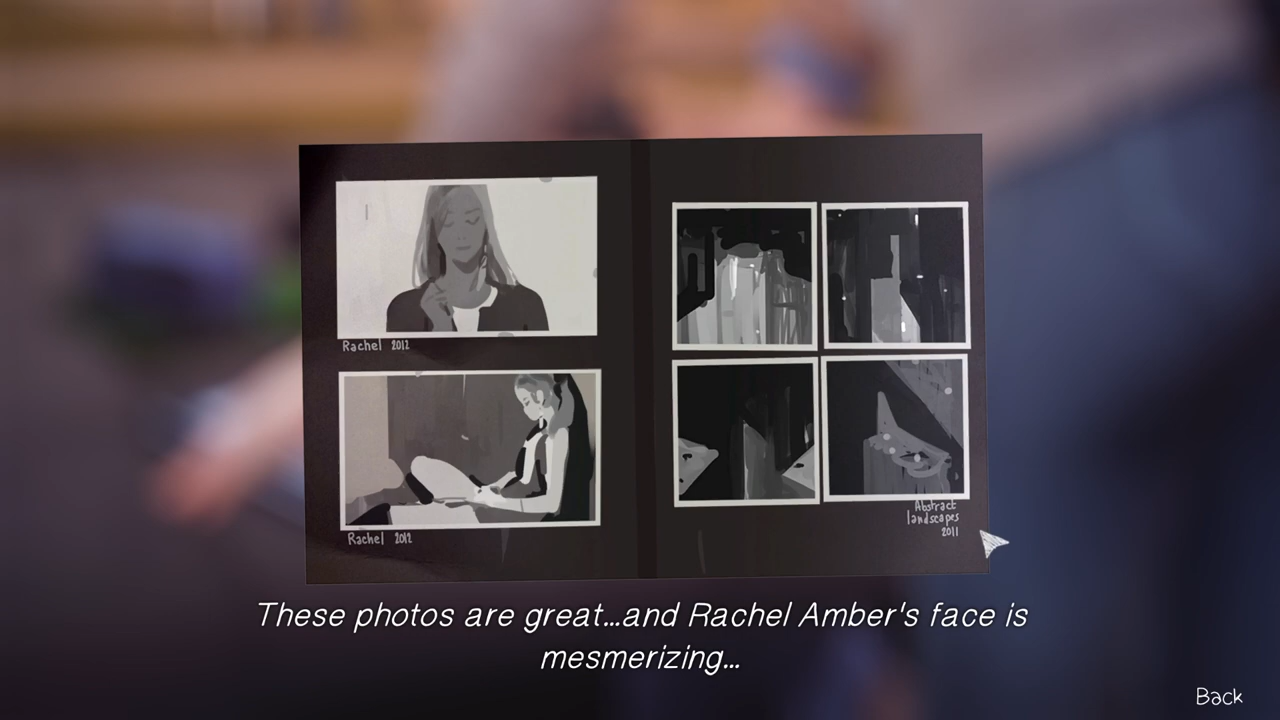 Rachel 2012
Rachel 2012
Abstract
landscapes
2011
These photos are great...and Rachel Amber's face is
mesmerizing...
Back